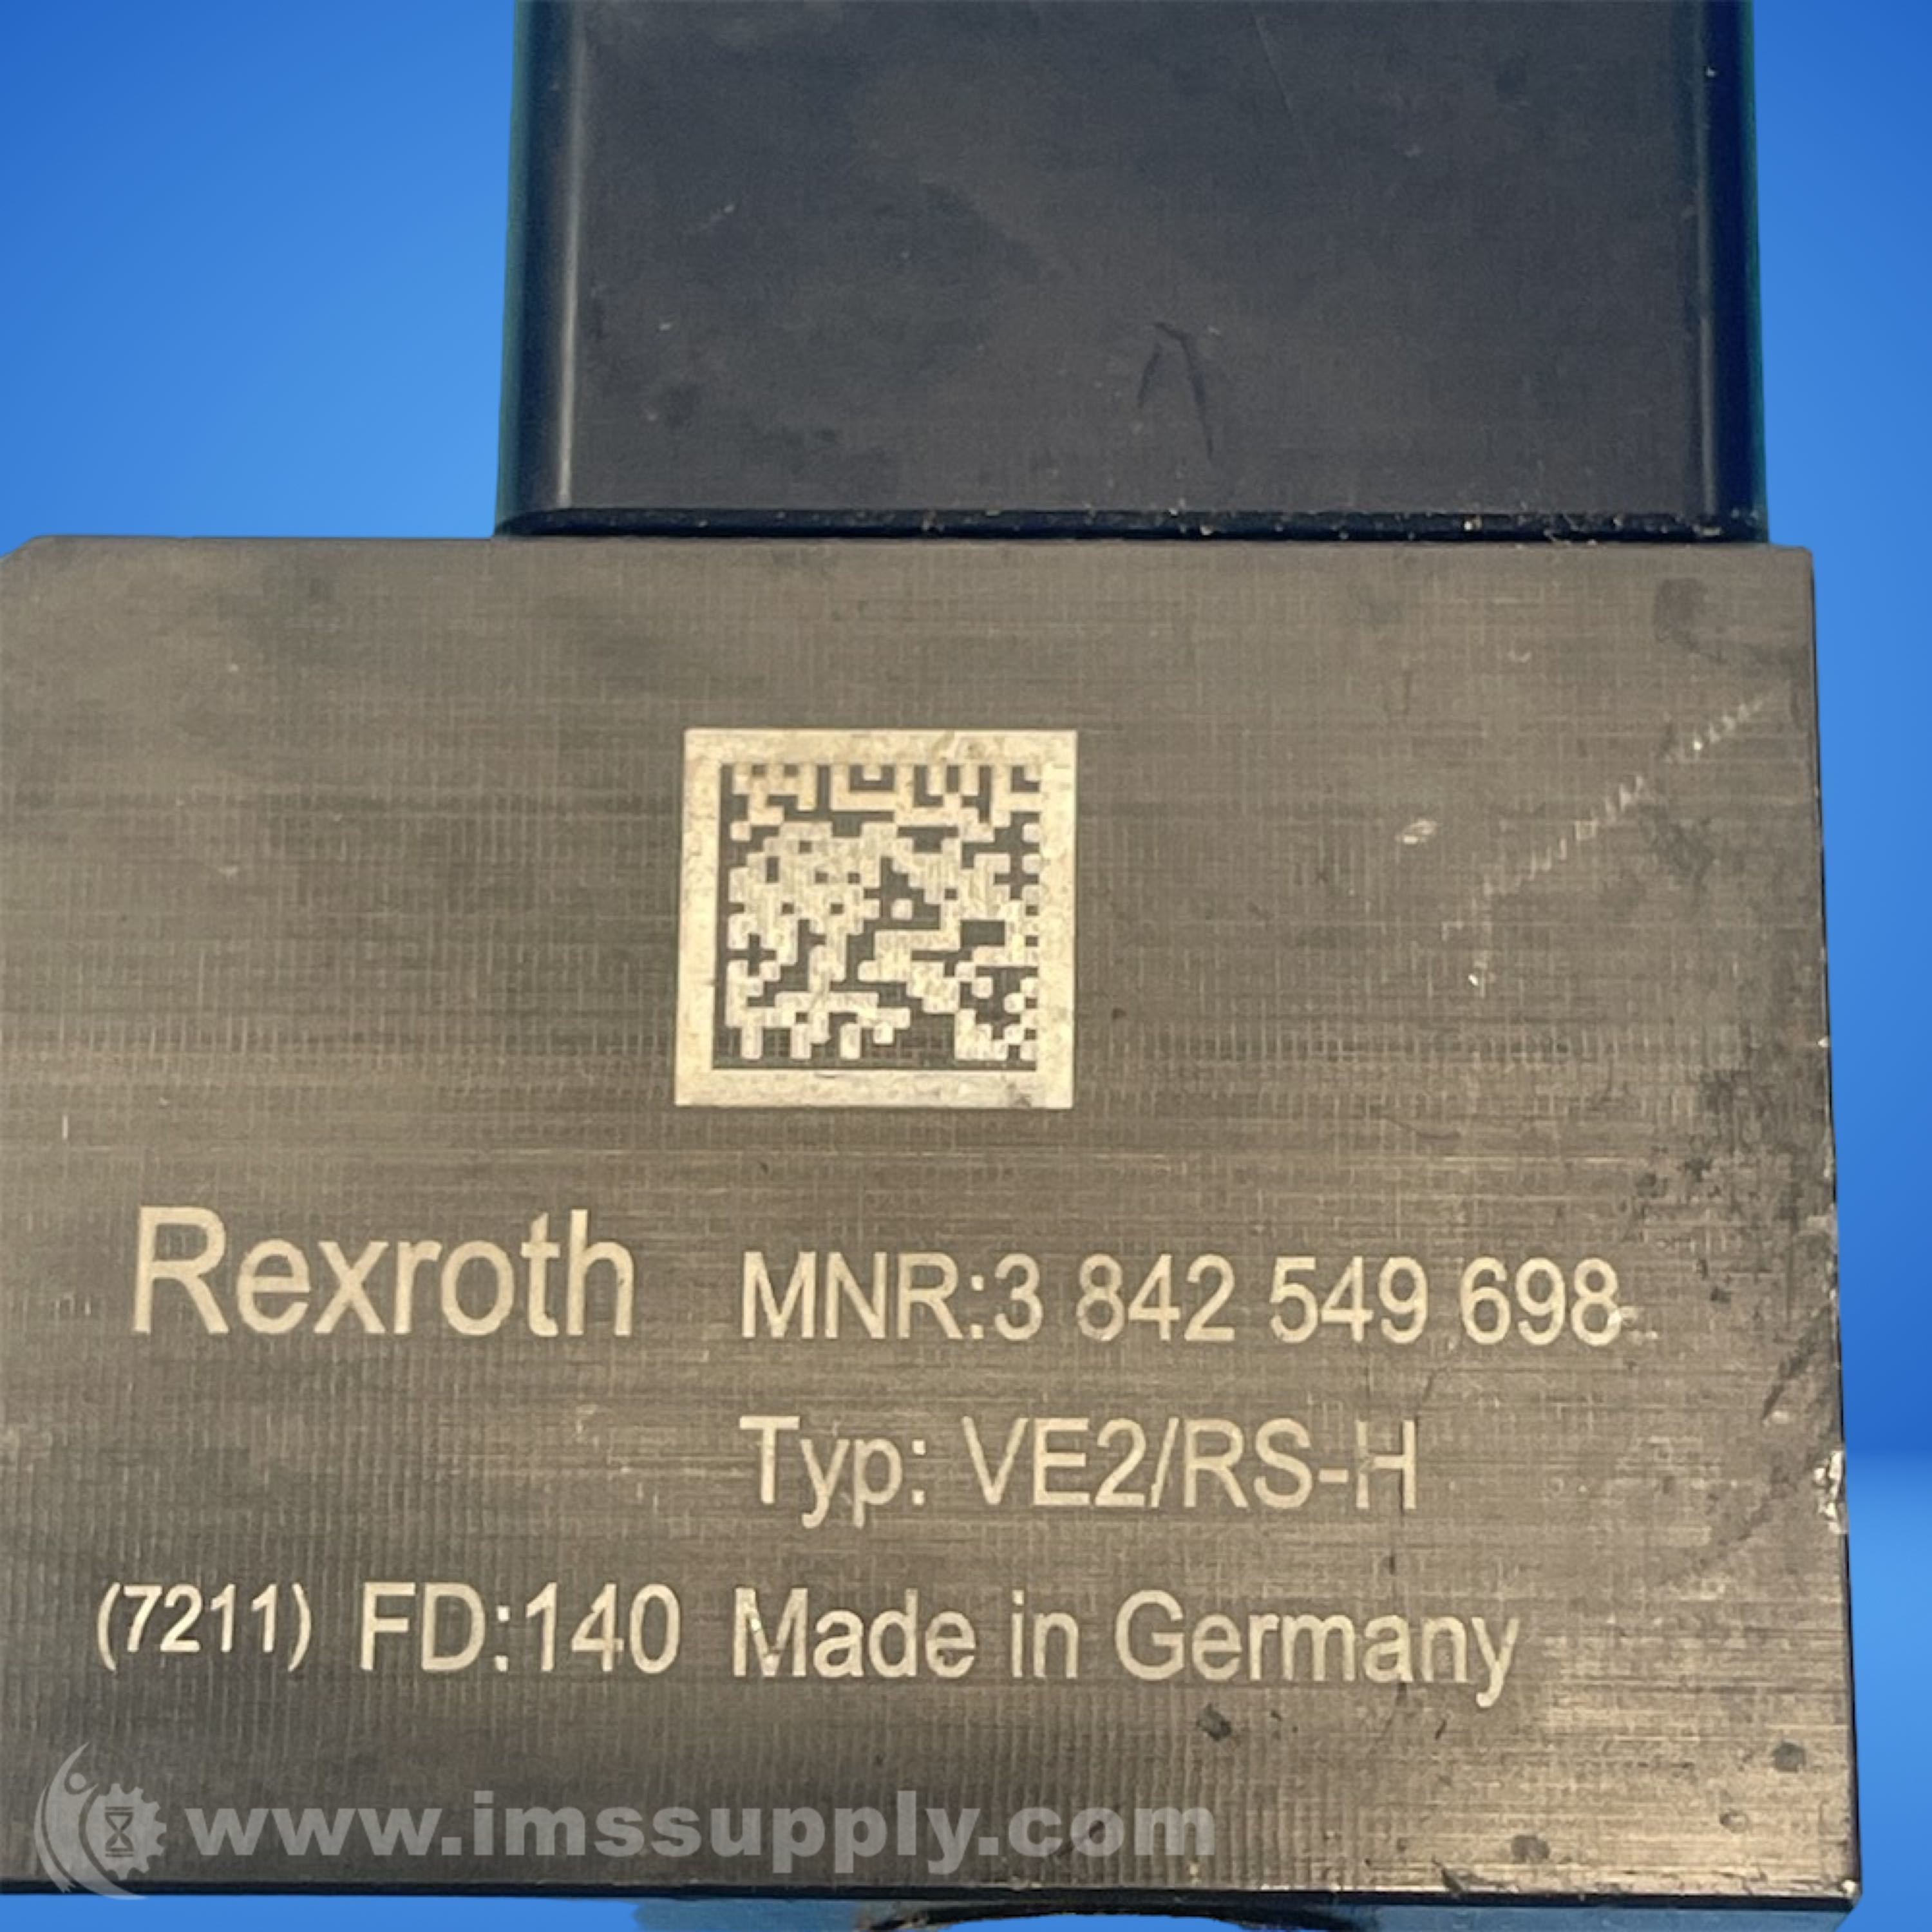 Rexroth MNR:3 842 549 698
Typ: VE2/RS-H
(7211) FD:140 Made in Germany
www.imssupply.com